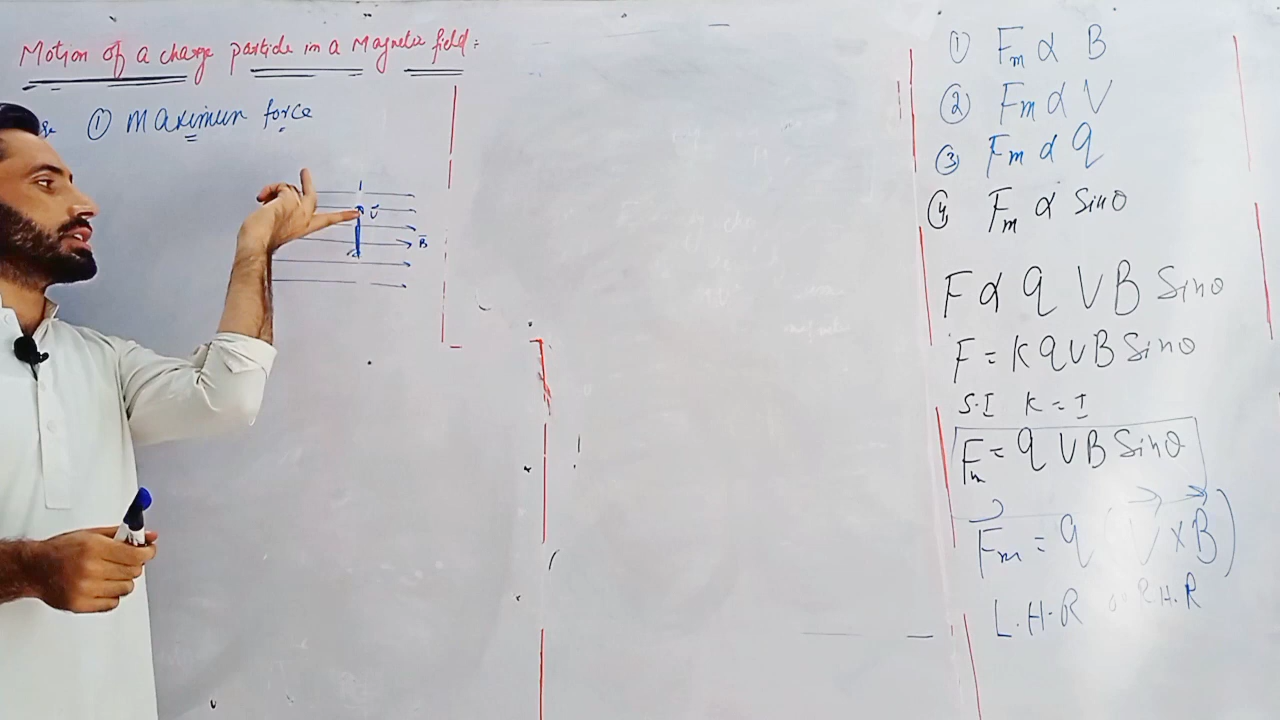 Motion of a charge particle in a Magnetic field:
① Maximum force
V⃗
B⃗
① Fm ∝ B
② Fm ∝ V
③ Fm ∝ q
④ Fm ∝ Sinθ
F ∝ q V B Sinθ
F = K q V B Sinθ
S.I K = 1
Fm = q V B Sinθ
F⃗m = q (V⃗ × B⃗)
L.H.R or R.H.R